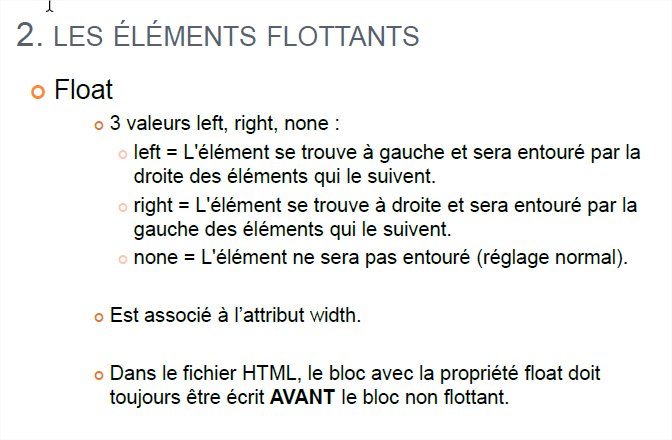 2. LES ÉLÉMENTS FLOTTANTS
Float
3 valeurs left, right, none :
left = L'élément se trouve à gauche et sera entouré par la
droite des éléments qui le suivent.
right = L'élément se trouve à droite et sera entouré par la
gauche des éléments qui le suivent.
none = L'élément ne sera pas entouré (réglage normal).
Est associé à l’attribut width.
Dans le fichier HTML, le bloc avec la propriété float doit
toujours être écrit AVANT le bloc non flottant.